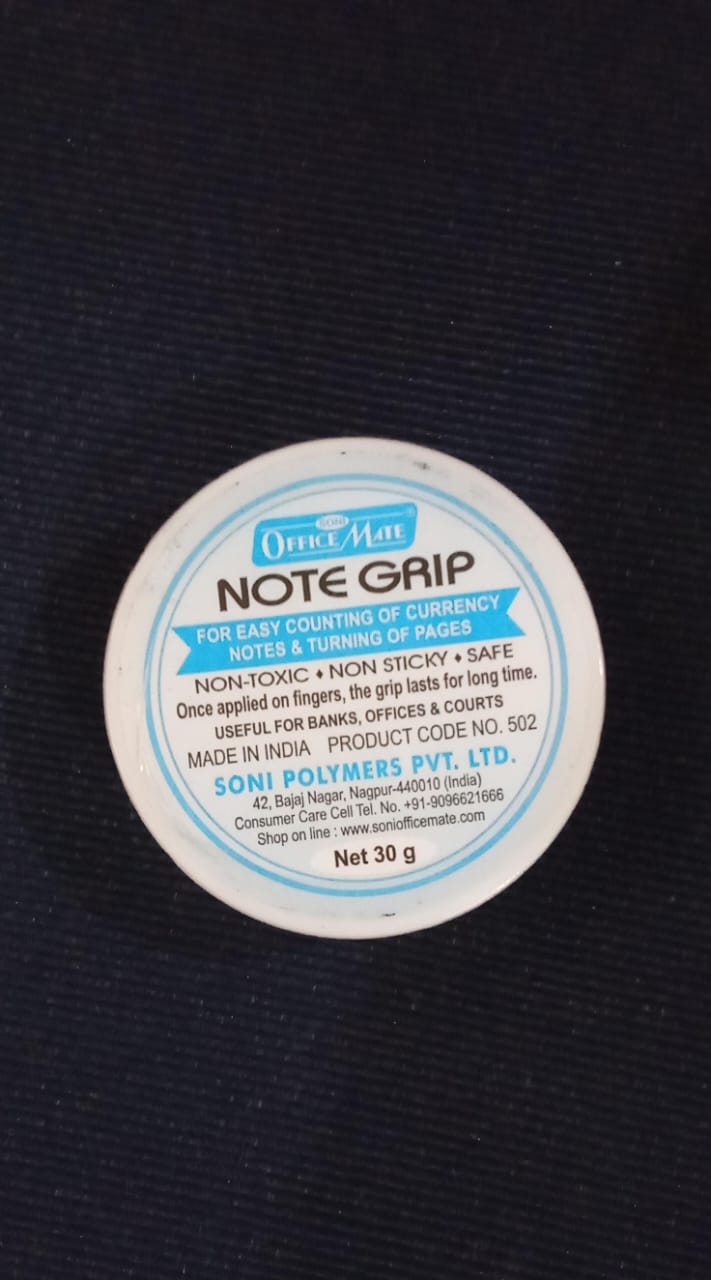 SONI
OFFICE MATE®
NOTE GRIP
FOR EASY COUNTING OF CURRENCY
NOTES & TURNING OF PAGES
NON-TOXIC ♦ NON STICKY ♦ SAFE
Once applied on fingers, the grip lasts for long time.
USEFUL FOR BANKS, OFFICES & COURTS
MADE IN INDIA PRODUCT CODE NO. 502
SONI POLYMERS PVT. LTD.
42, Bajaj Nagar, Nagpur-440010 (India)
Consumer Care Cell Tel. No. +91-9096621666
Shop on line : www.soniofficemate.com
Net 30 g